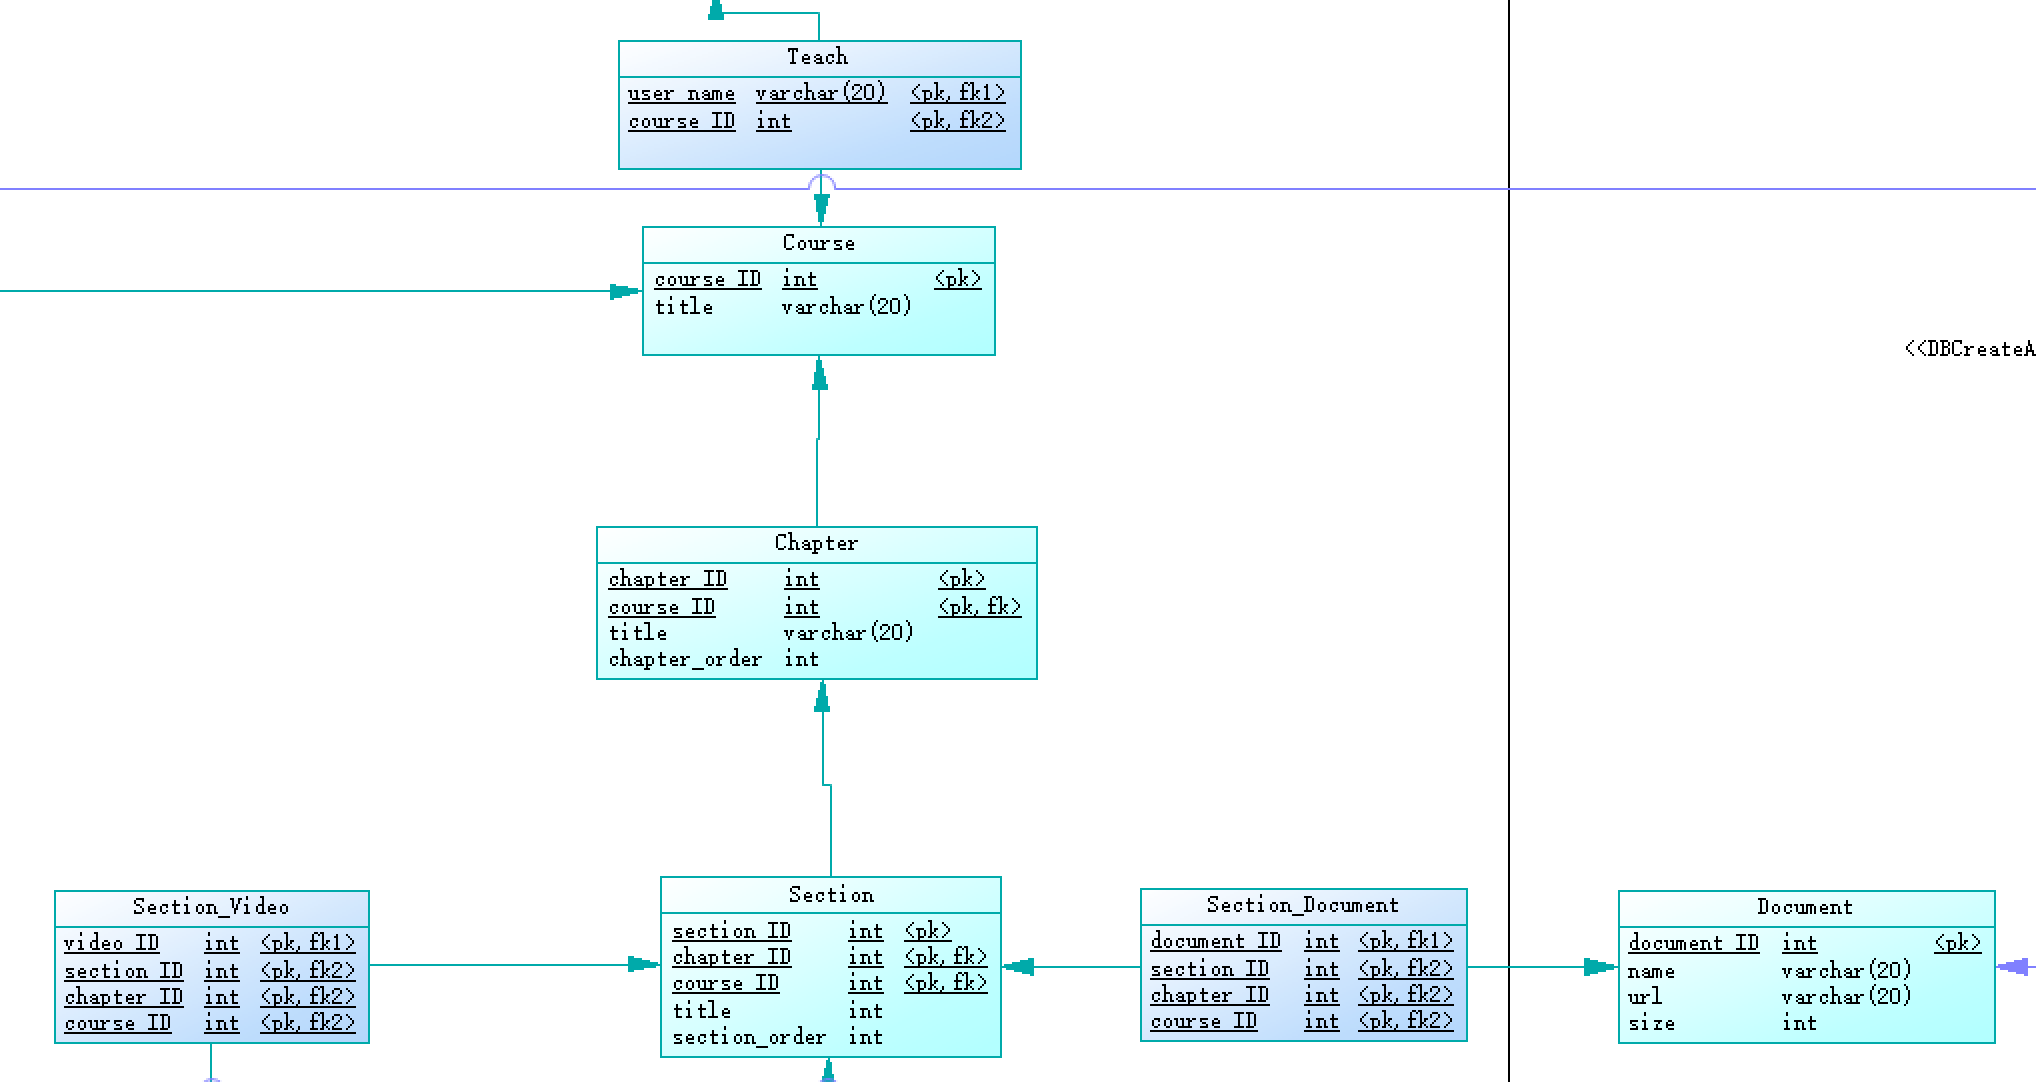 Teach
user_name varchar(20) <pk,fk1>
course_ID int <pk,fk2>
Course
course_ID int <pk>
title varchar(20)
<<DBCreateA
Chapter
chapter_ID int <pk>
course_ID int <pk,fk>
title varchar(20)
chapter_order int
Section_Video
video_ID int <pk,fk1>
section_ID int <pk,fk2>
chapter_ID int <pk,fk2>
course_ID int <pk,fk2>
Section
section_ID int <pk>
chapter_ID int <pk,fk>
course_ID int <pk,fk>
title int
section_order int
Section_Document
document_ID int <pk,fk1>
section_ID int <pk,fk2>
chapter_ID int <pk,fk2>
course_ID int <pk,fk2>
Document
document_ID int <pk>
name varchar(20)
url varchar(20)
size int